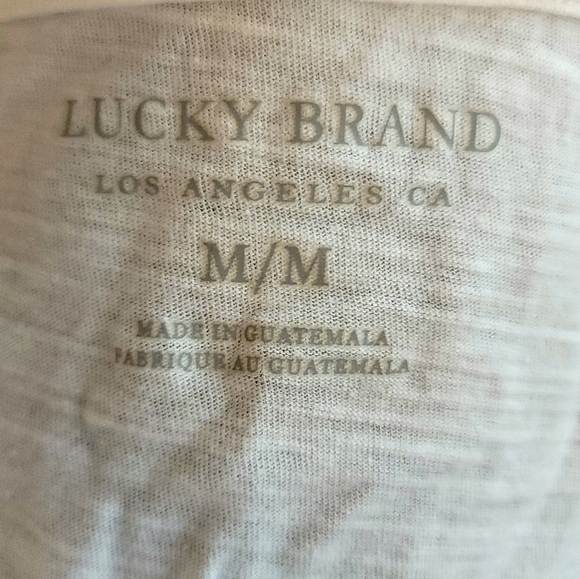 LUCKY BRAND
LOS ANGELES CA
M/M
MADE IN GUATEMALA
FABRIQUE AU GUATEMALA